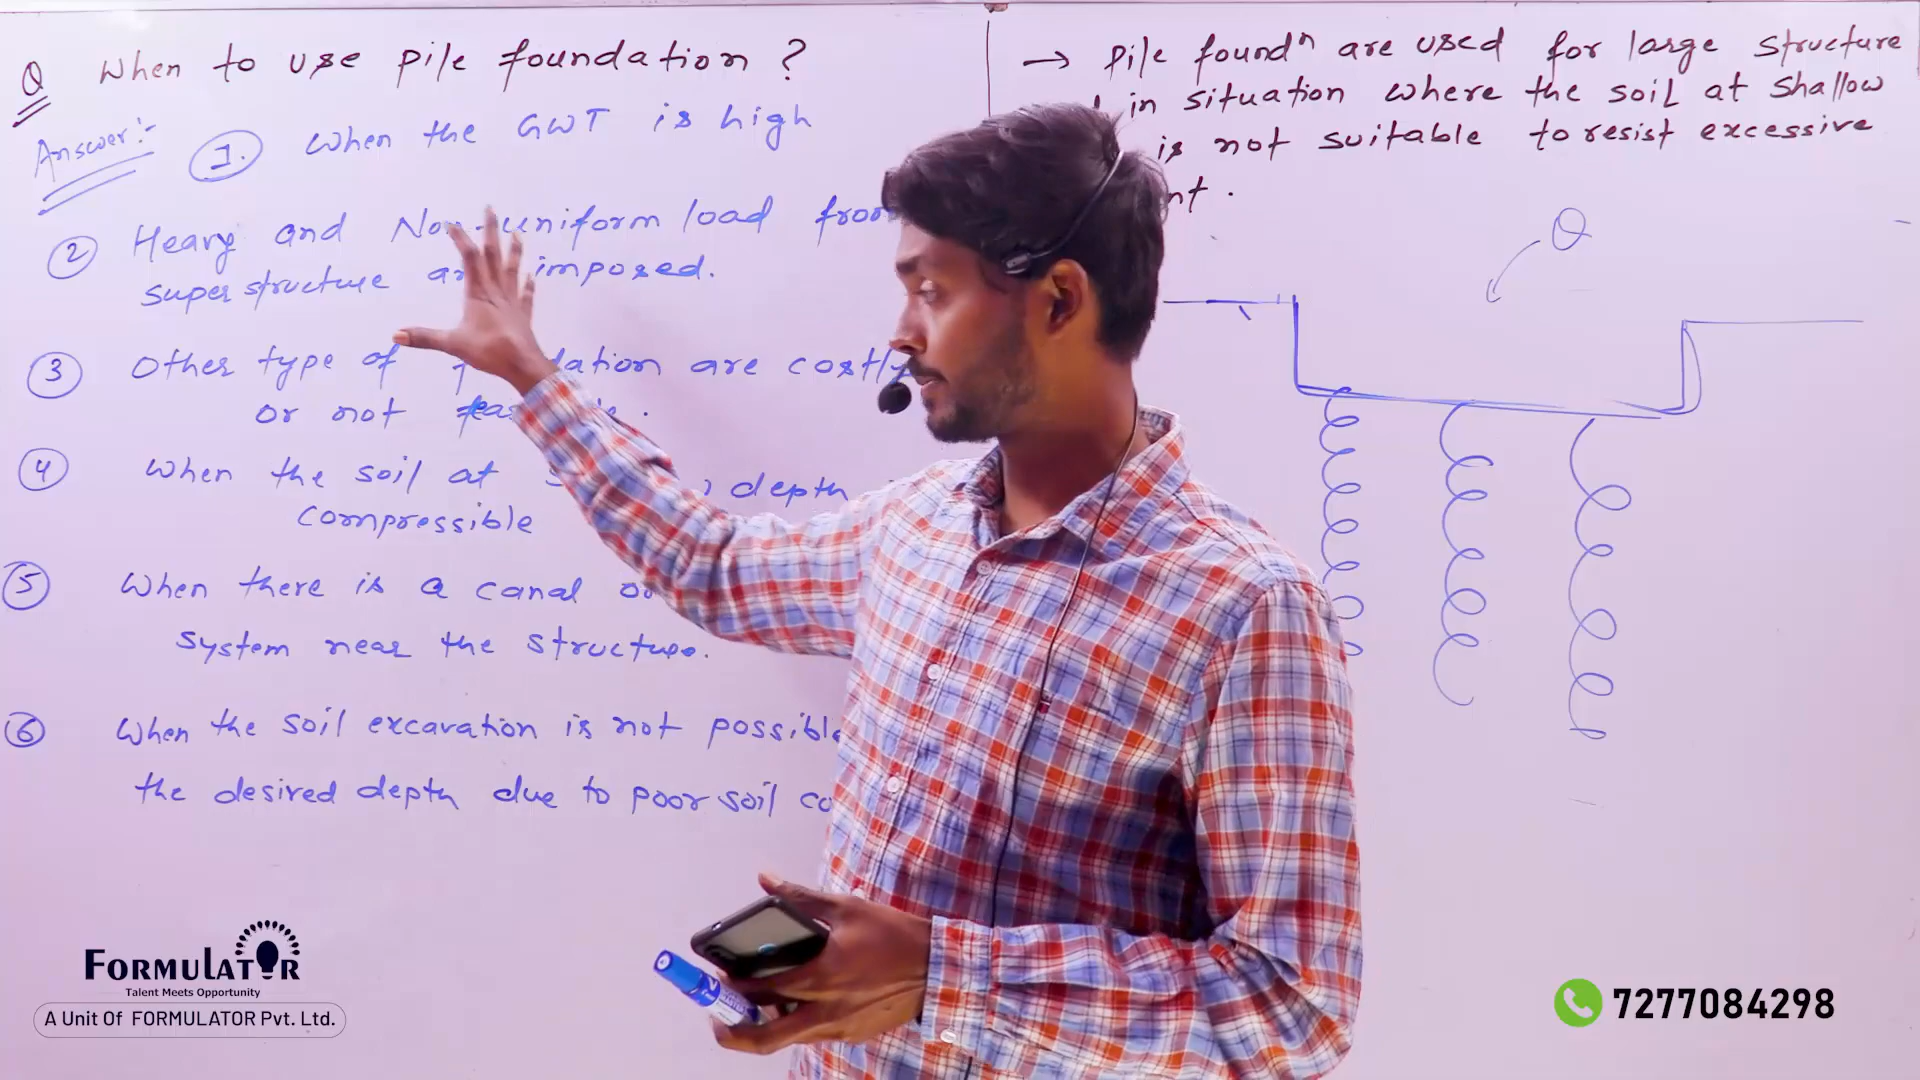 Q When to use pile foundation ?
Answer:-
1. When the GWT is high
2 Heavy and Non-uniform load from
superstructure imposed.
3 Other type of are costly
or not
4 When the soil at depth
compressible
5 When there is a canal
system near the structure.
6 When the soil excavation is not possible
the desired depth due to poor soil
→ Pile foundⁿ are used for large structure
in situation where the soil at shallow
is not suitable to resist excessive
Q
FORMULATOR
Talent Meets Opportunity
A Unit Of FORMULATOR Pvt. Ltd.
7277084298